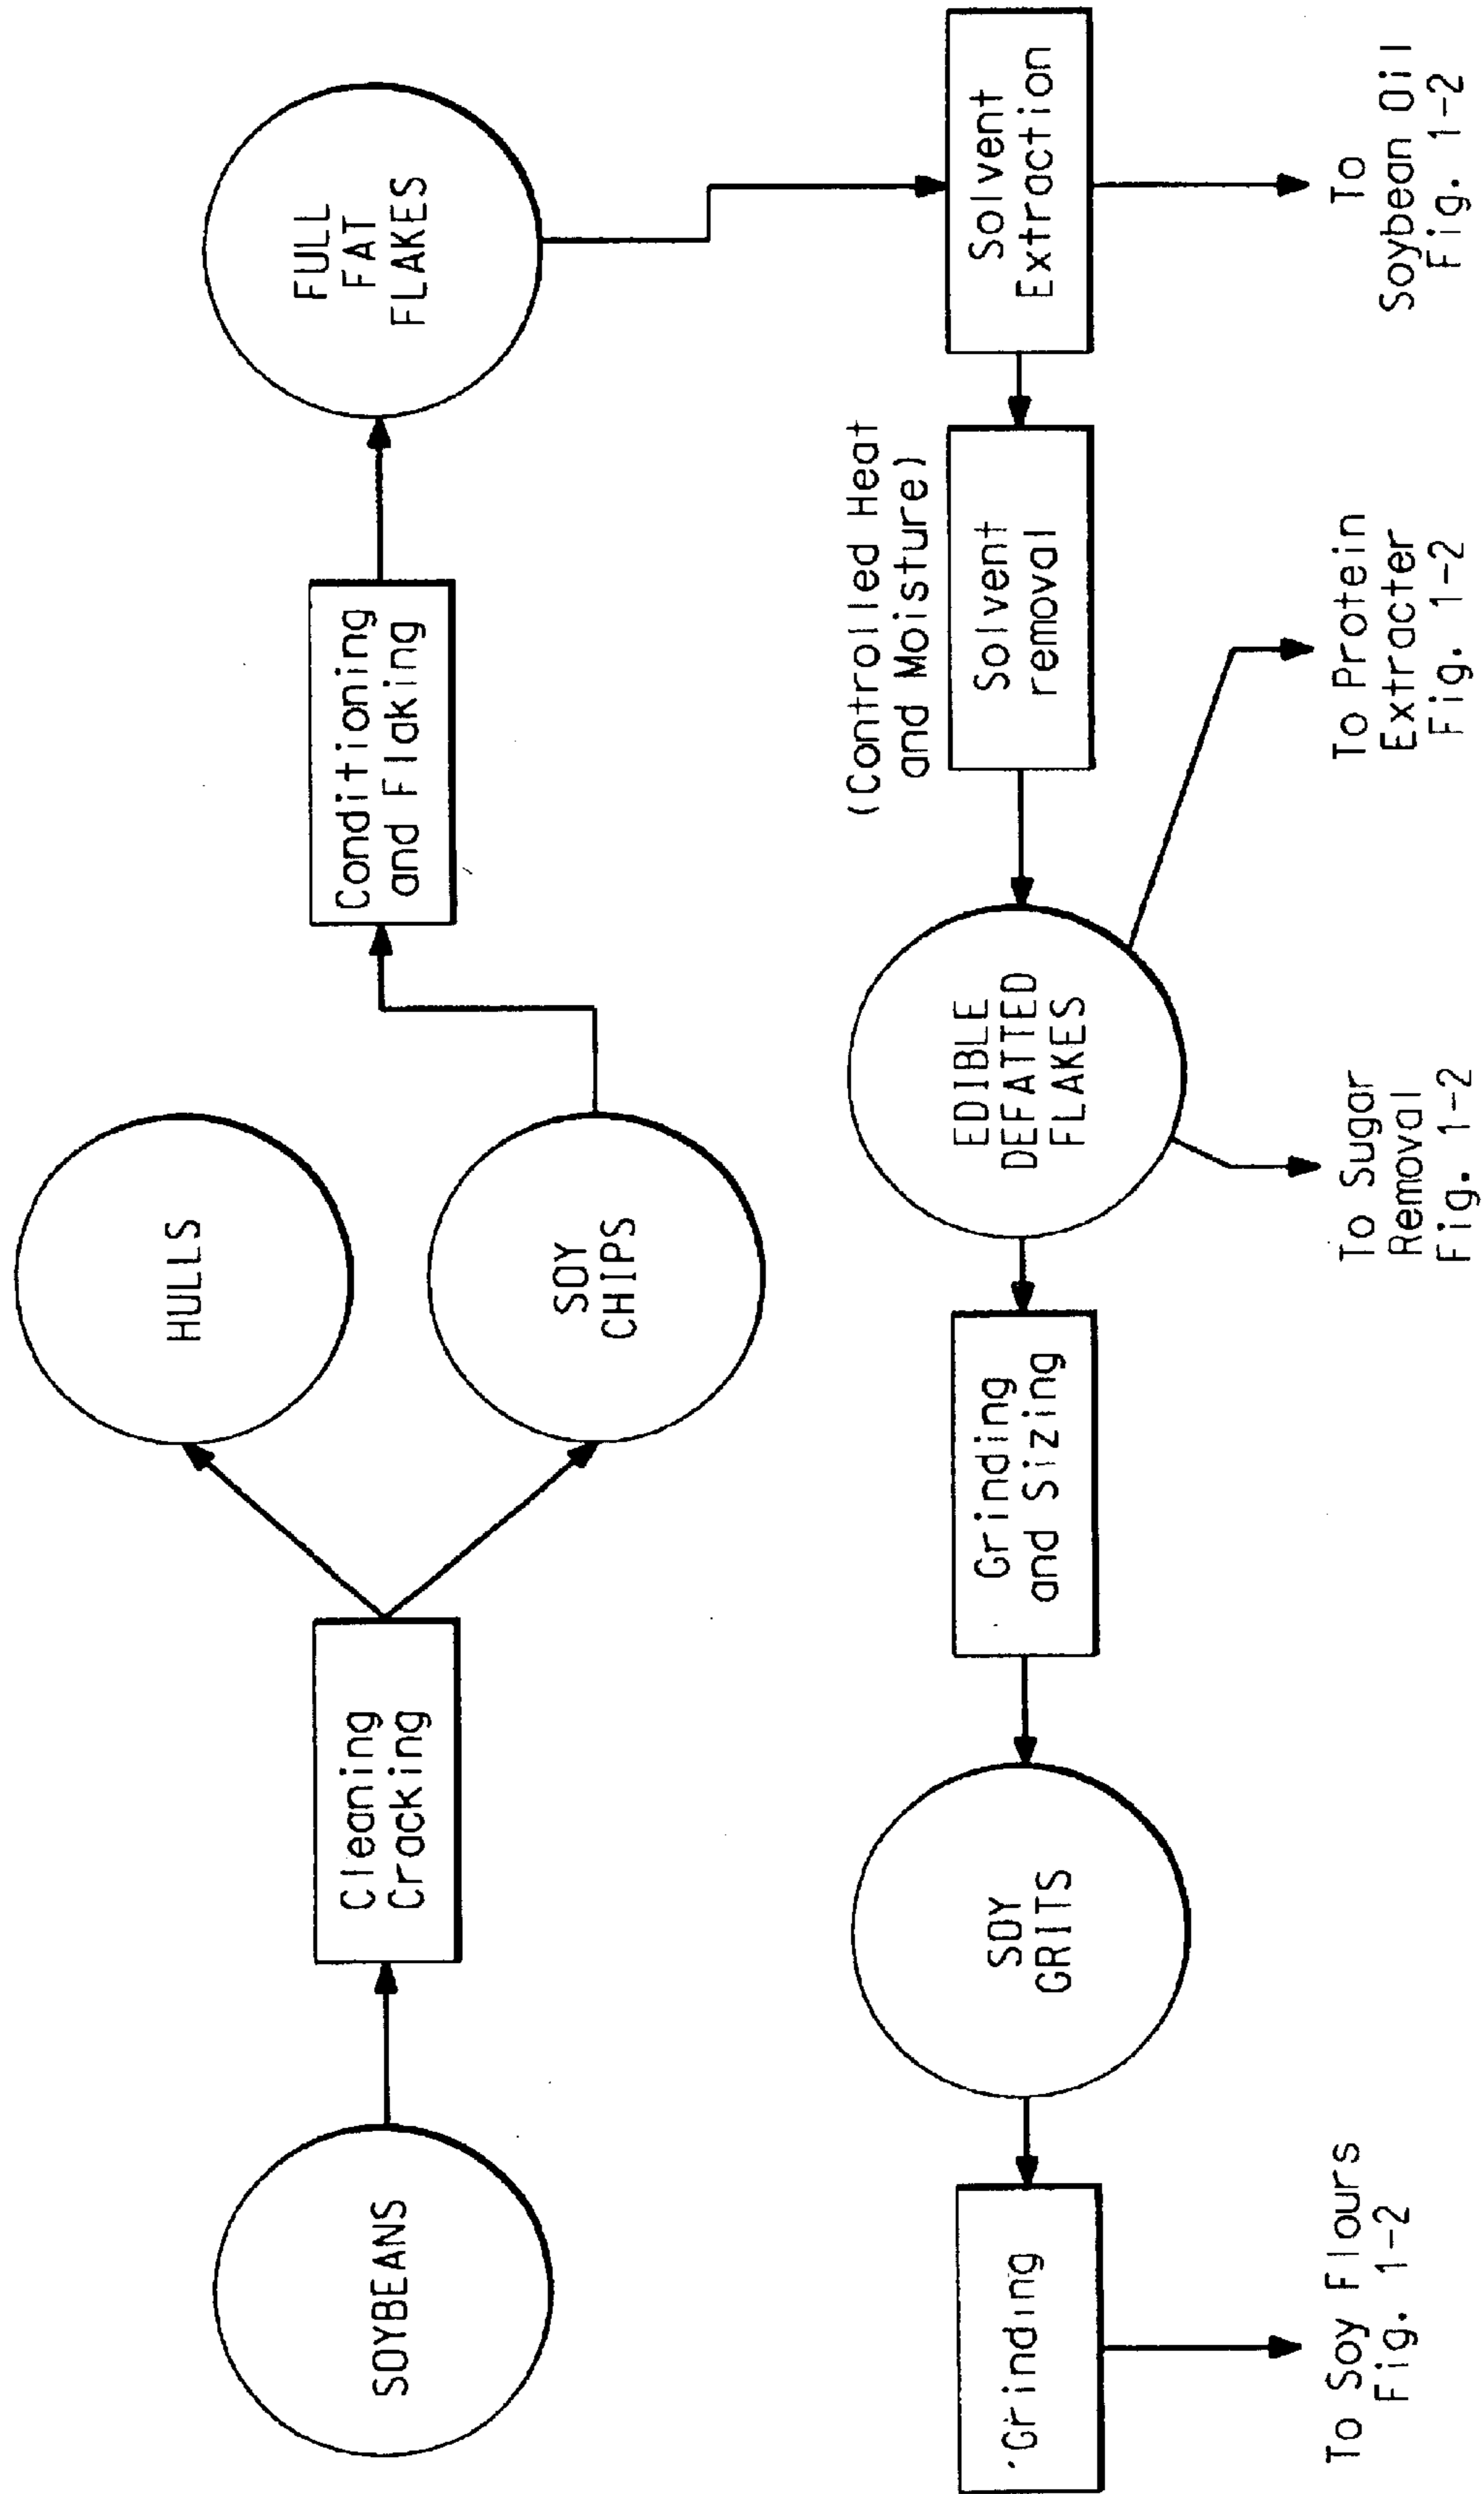 SOYBEANS
Cleaning
Cracking
HULLS
SOY
CHIPS
Conditioning
and Flaking
FULL
FAT
FLAKES
Grinding
SOY
GRITS
Grinding
and Sizing
EDIBLE
DEFATTED
FLAKES
(Controlled Heat
and Moisture)
Solvent
removal
Solvent
Extraction
To Soy Flours
Fig. 1-2
To Sugar
Removal
Fig. 1-2
To Protein
Extracter
Fig. 1-2
To
Soybean Oil
Fig. 1-2